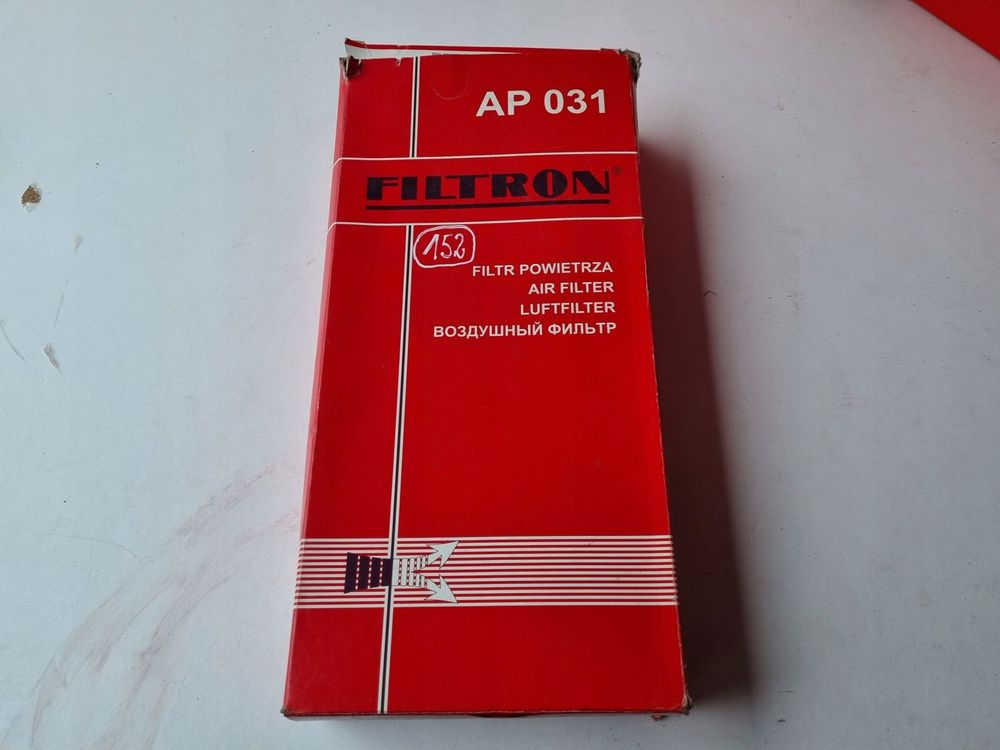 AP 031
FILTRON®
152
FILTR POWIETRZA
AIR FILTER
LUFTFILTER
ВОЗДУШНЫЙ ФИЛЬТР